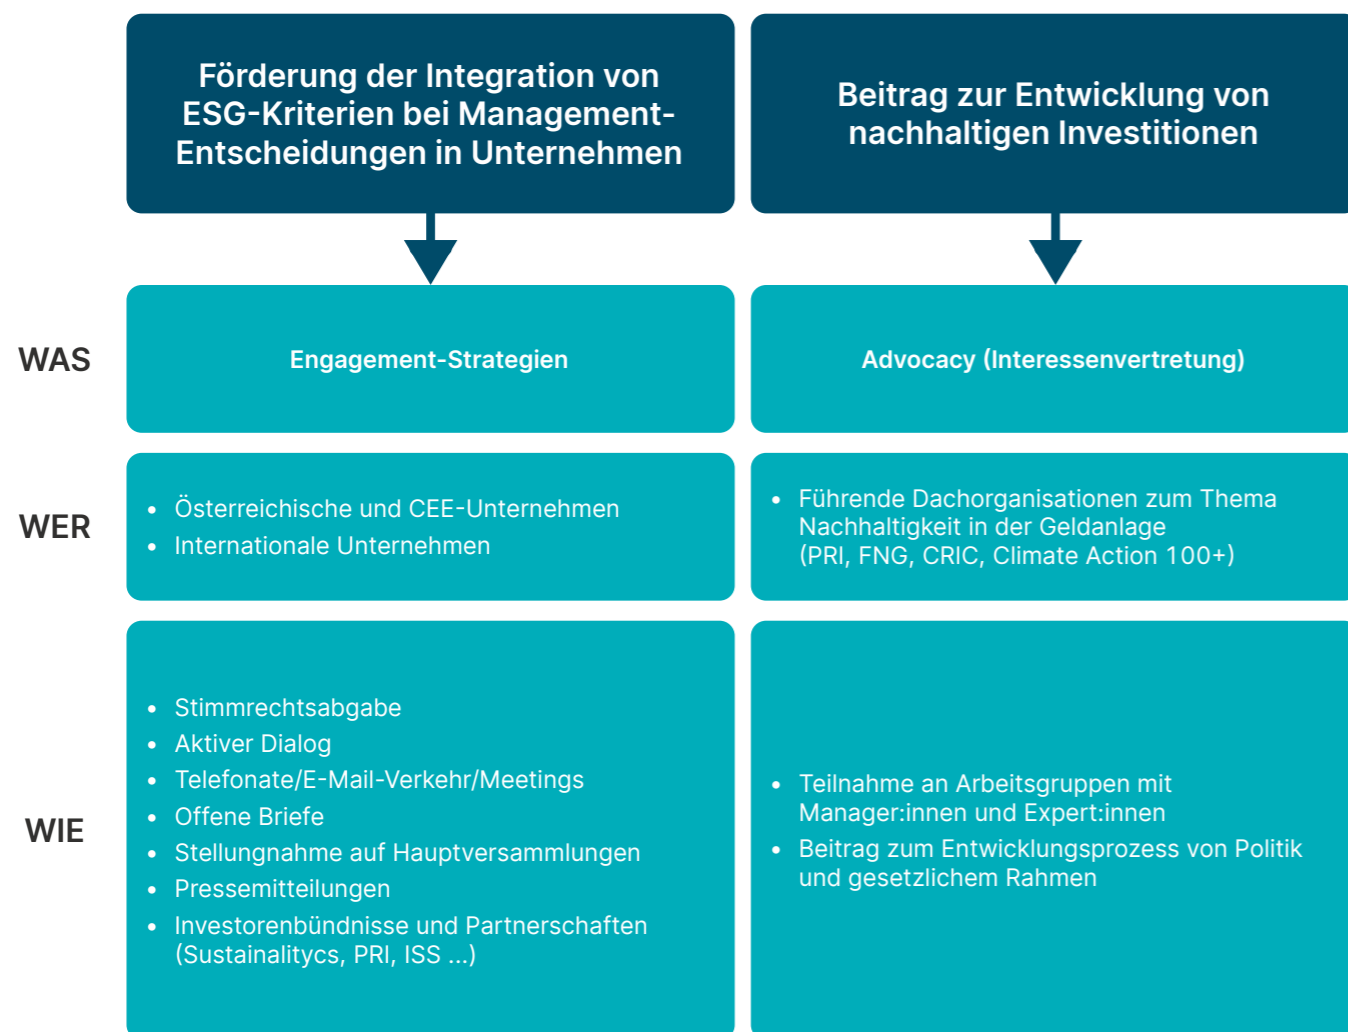 Förderung der Integration von
ESG-Kriterien bei Management-
Entscheidungen in Unternehmen
Beitrag zur Entwicklung von
nachhaltigen Investitionen
WAS
Engagement-Strategien
Advocacy (Interessenvertretung)
WER
• Österreichische und CEE-Unternehmen
• Internationale Unternehmen
• Führende Dachorganisationen zum Thema
Nachhaltigkeit in der Geldanlage
(PRI, FNG, CRIC, Climate Action 100+)
WIE
• Stimmrechtsabgabe
• Aktiver Dialog
• Telefonate/E-Mail-Verkehr/Meetings
• Offene Briefe
• Stellungnahme auf Hauptversammlungen
• Pressemitteilungen
• Investorenbündnisse und Partnerschaften
(Sustainalitycs, PRI, ISS ...)
• Teilnahme an Arbeitsgruppen mit
Manager:innen und Expert:innen
• Beitrag zum Entwicklungsprozess von Politik
und gesetzlichem Rahmen